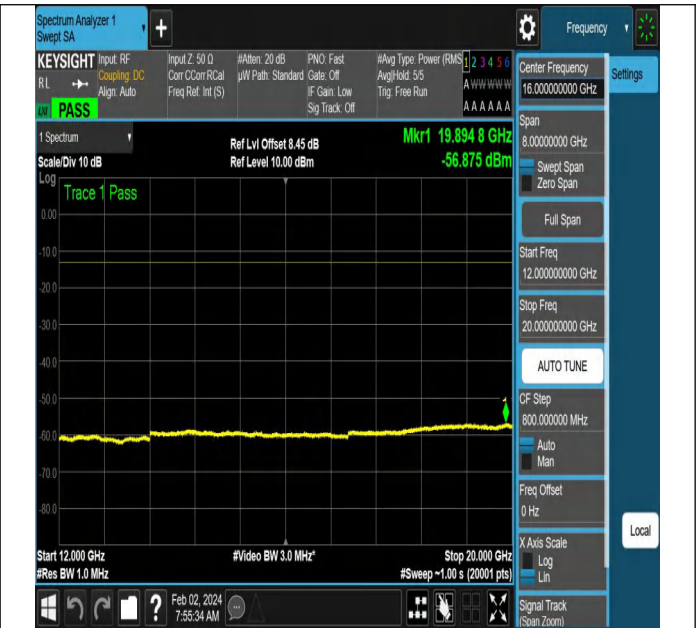 Spectrum Analyzer 1
Swept SA
+
Frequency
KEYSIGHT
RL
PASS
Input: RF
Coupling: DC
Align: Auto
Input Z: 50 Ω
Corr CCorr RCal
Freq Ref: Int (S)
#Atten: 20 dB
µW Path: Standard
PNO: Fast
Gate: Off
IF Gain: Low
Sig Track: Off
#Avg Type: Power (RMS
Avg|Hold: 5/5
Trig: Free Run
1 2 3 4 5 6
A W W W W W
A A A A A A
1 Spectrum
Scale/Div 10 dB
Ref Lvl Offset 8.45 dB
Ref Level 10.00 dBm
Mkr1 19.894 8 GHz
-56.875 dBm
Log
Trace 1 Pass
0.00
-10.0
-20.0
-30.0
-40.0
-50.0
-60.0
-70.0
-80.0
1
Start 12.000 GHz
#Res BW 1.0 MHz
#Video BW 3.0 MHz*
Stop 20.000 GHz
#Sweep ~1.00 s (20001 pts)
?
Feb 02, 2024
7:55:34 AM
Center Frequency
16.000000000 GHz
Settings
Span
8.00000000 GHz
Swept Span
Zero Span
Full Span
Start Freq
12.000000000 GHz
Stop Freq
20.000000000 GHz
AUTO TUNE
CF Step
800.000000 MHz
Auto
Man
Freq Offset
0 Hz
X Axis Scale
Log
Lin
Local
Signal Track
(Span Zoom)